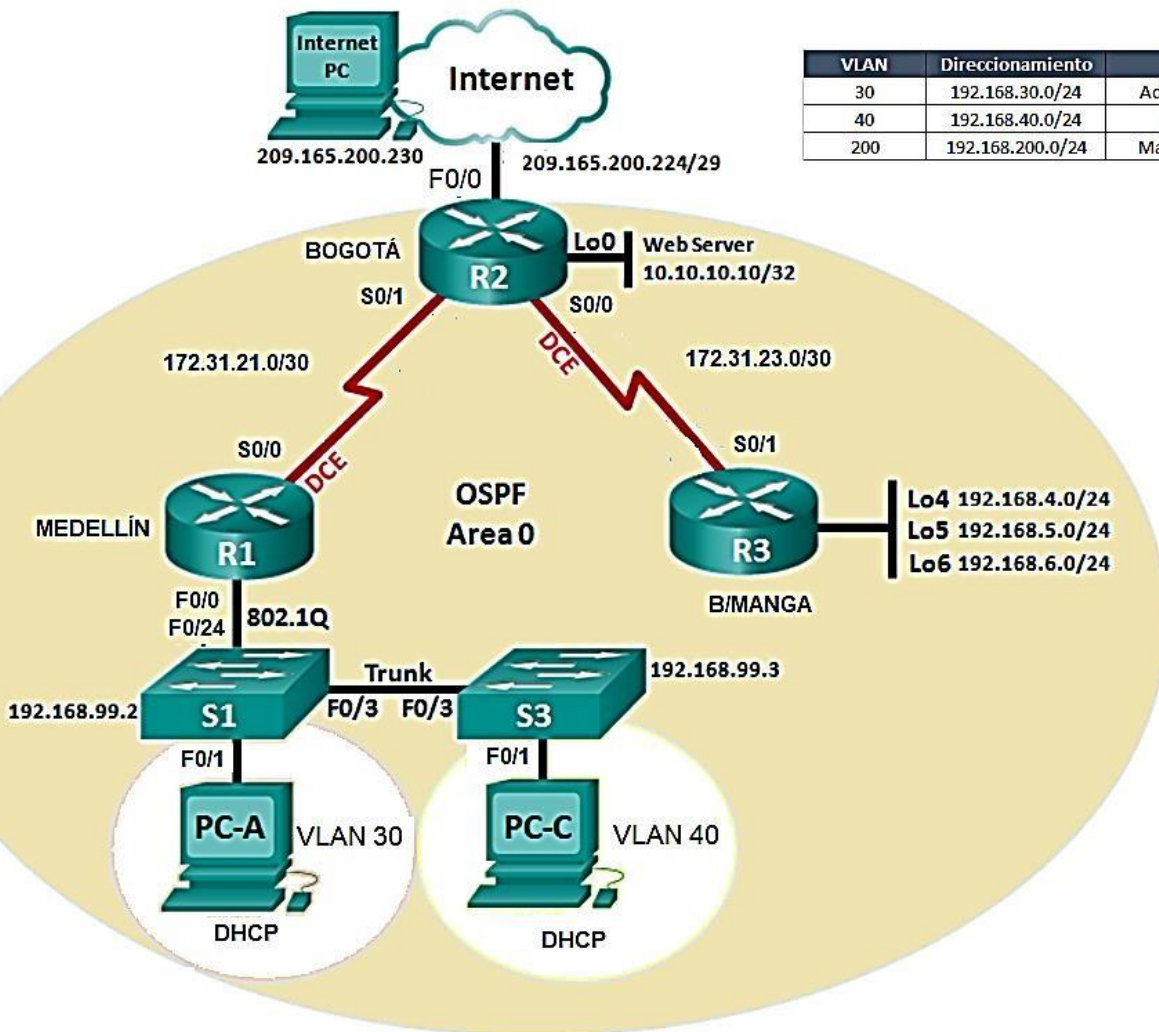 Internet
PC
Internet
209.165.200.230
209.165.200.224/29
F0/0
VLAN Direccionamiento
30 192.168.30.0/24
40 192.168.40.0/24
200 192.168.200.0/24
BOGOTÁ
R2
Lo0
Web Server
10.10.10.10/32
S0/1
S0/0
DCE
172.31.21.0/30
172.31.23.0/30
S0/0
DCE
S0/1
OSPF
Area 0
MEDELLÍN
R1
R3
Lo4 192.168.4.0/24
Lo5 192.168.5.0/24
Lo6 192.168.6.0/24
B/MANGA
F0/0
F0/24
802.1Q
Trunk
192.168.99.3
192.168.99.2
S1
F0/3
F0/3
S3
F0/1
F0/1
PC-A
VLAN 30
PC-C
VLAN 40
DHCP
DHCP